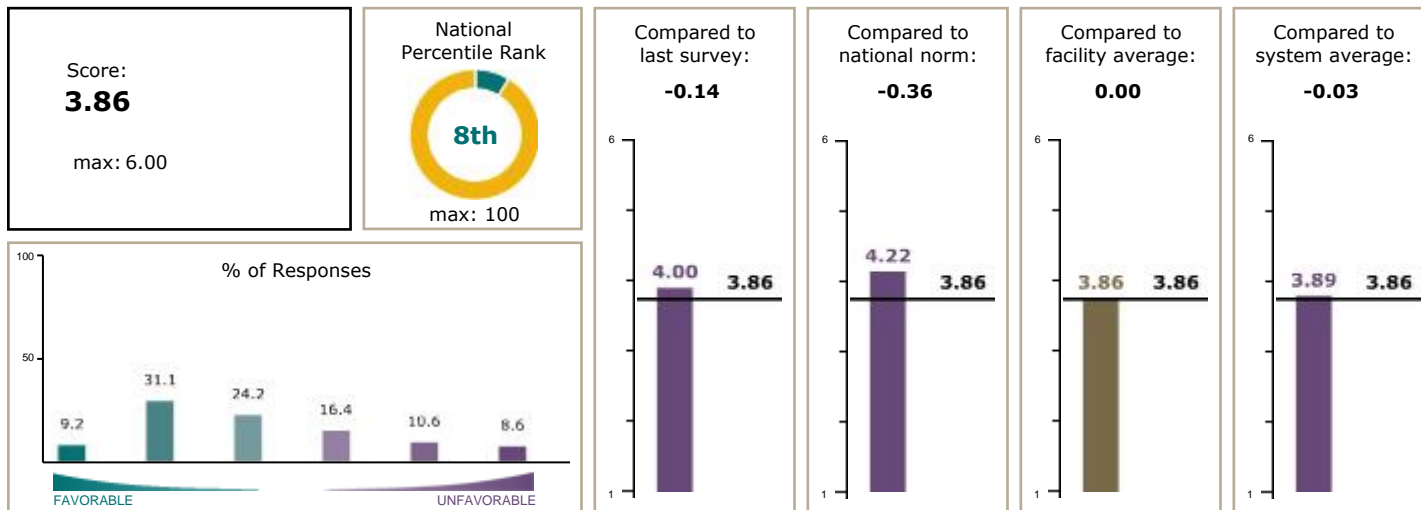 Score:
3.86
max: 6.00
National
Percentile Rank
8th
max: 100
% of Responses
100
50
9.2
31.1
24.2
16.4
10.6
8.6
FAVORABLE
UNFAVORABLE
Compared to
last survey:
-0.14
6
4.00
3.86
1
Compared to
national norm:
-0.36
6
4.22
3.86
1
Compared to
facility average:
0.00
6
3.86
3.86
1
Compared to
system average:
-0.03
6
3.89
3.86
1